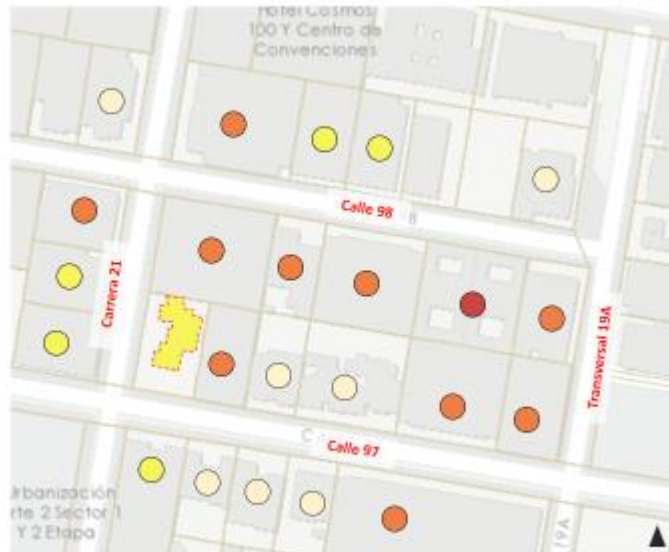 Hotel Cosmos
100 Y Centro de
Convenciones
Calle 98
Carrera 21
Transversal 19A
Calle 97
Urbanización
rte 2 Sector 1
Y 2 Etapa
19A